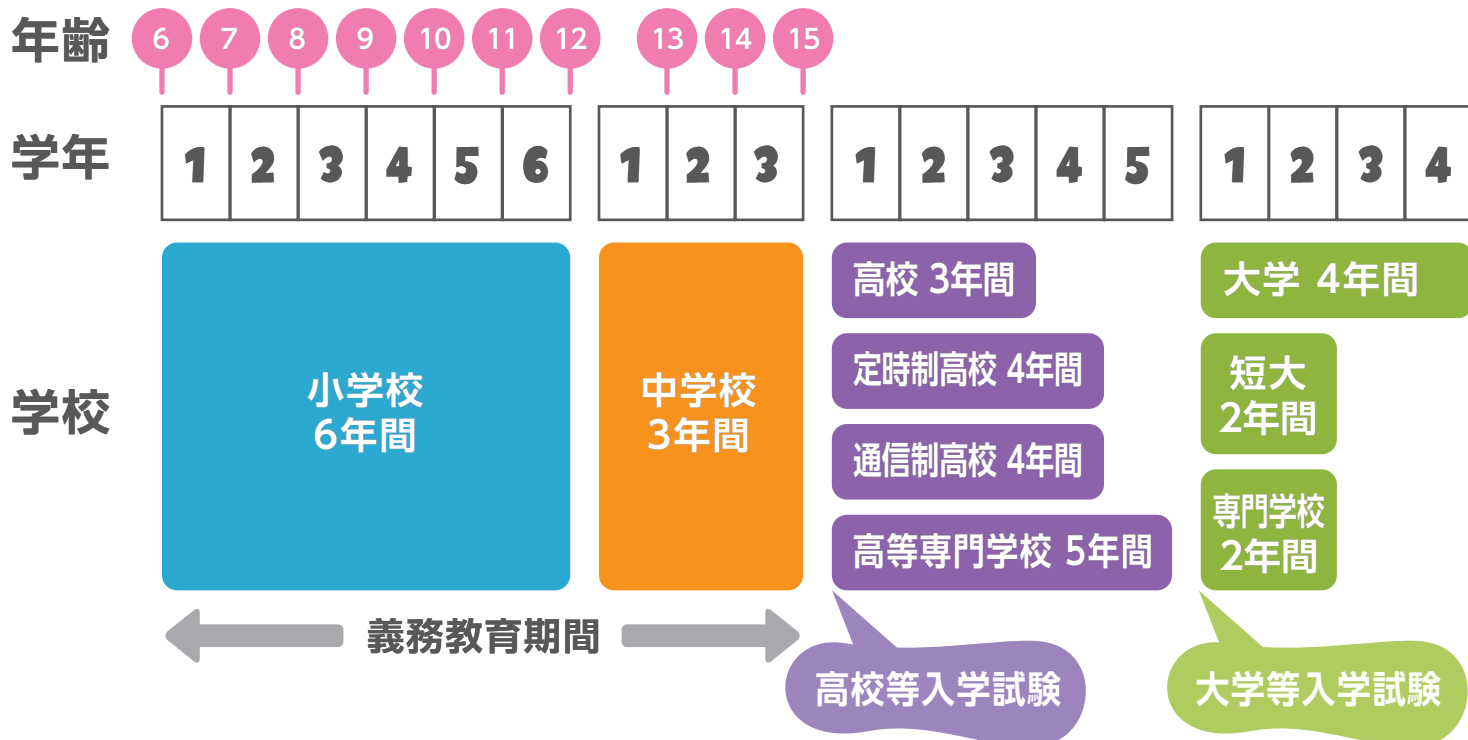 年齢 6 7 8 9 10 11 12 13 14 15
学年 1 2 3 4 5 6 1 2 3 1 2 3 4 5 1 2 3 4
学校
小学校
6年間
中学校
3年間
高校 3年間
定時制高校 4年間
通信制高校 4年間
高等専門学校 5年間
大学 4年間
短大
2年間
専門学校
2年間
義務教育期間
高校等入学試験
大学等入学試験